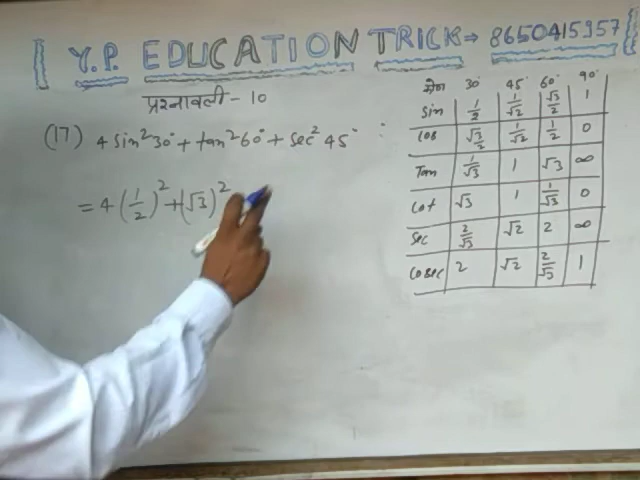 Y.P. EDUCATION TRICK → 8650415957
प्रश्नावली - 10
(17) 4 sin²30° + tan²60° + sec²45° :
= 4 (1/2)² + (√3)²
कोण 30° 45° 60° 90°
sin 1/2 1/√2 √3/2 1
Cos √3/2 1/√2 1/2 0
Tan 1/√3 1 √3 ∞
Cot √3 1 1/√3 0
Sec 2/√3 √2 2 ∞
Cosec 2 √2 2/√3 1